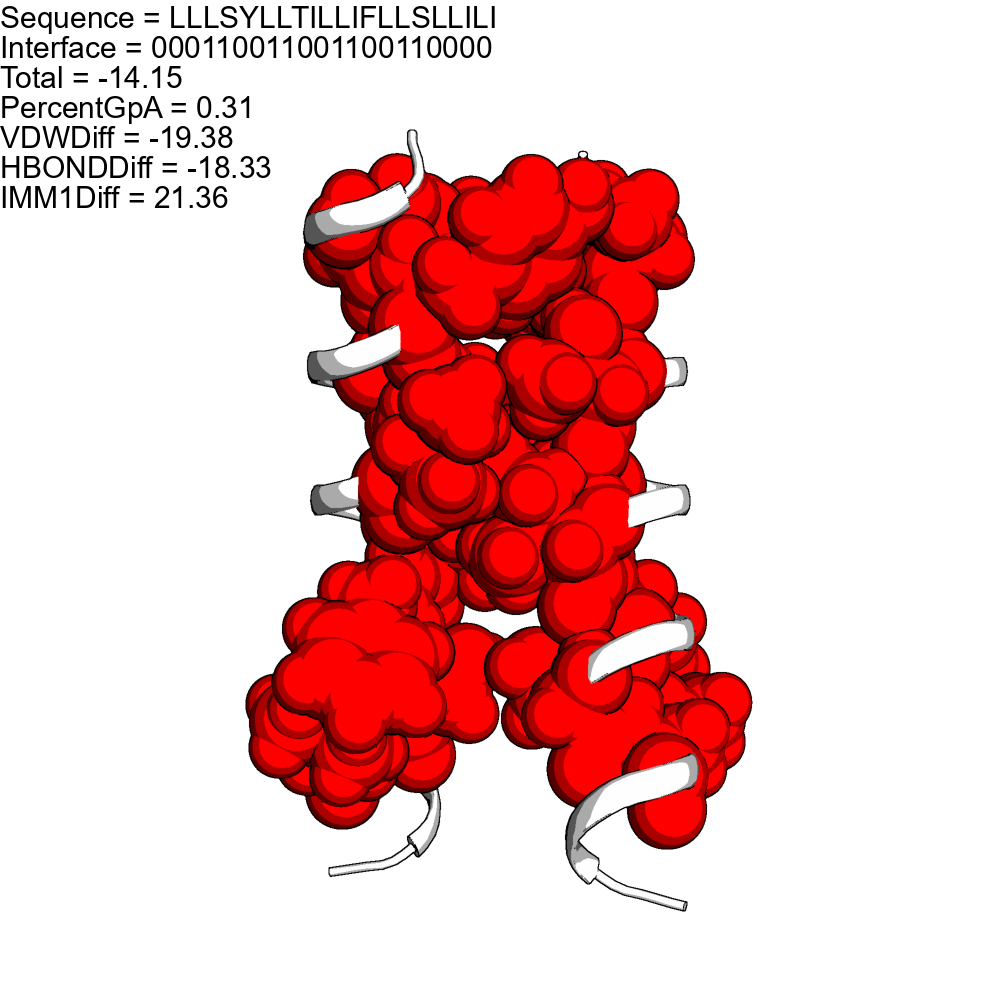 Sequence = LLLSYLLTILLIFLLSLLILI
Interface = 000110011001100110000
Total = -14.15
PercentGpA = 0.31
VDWDiff = -19.38
HBONDDiff = -18.33
IMM1Diff = 21.36